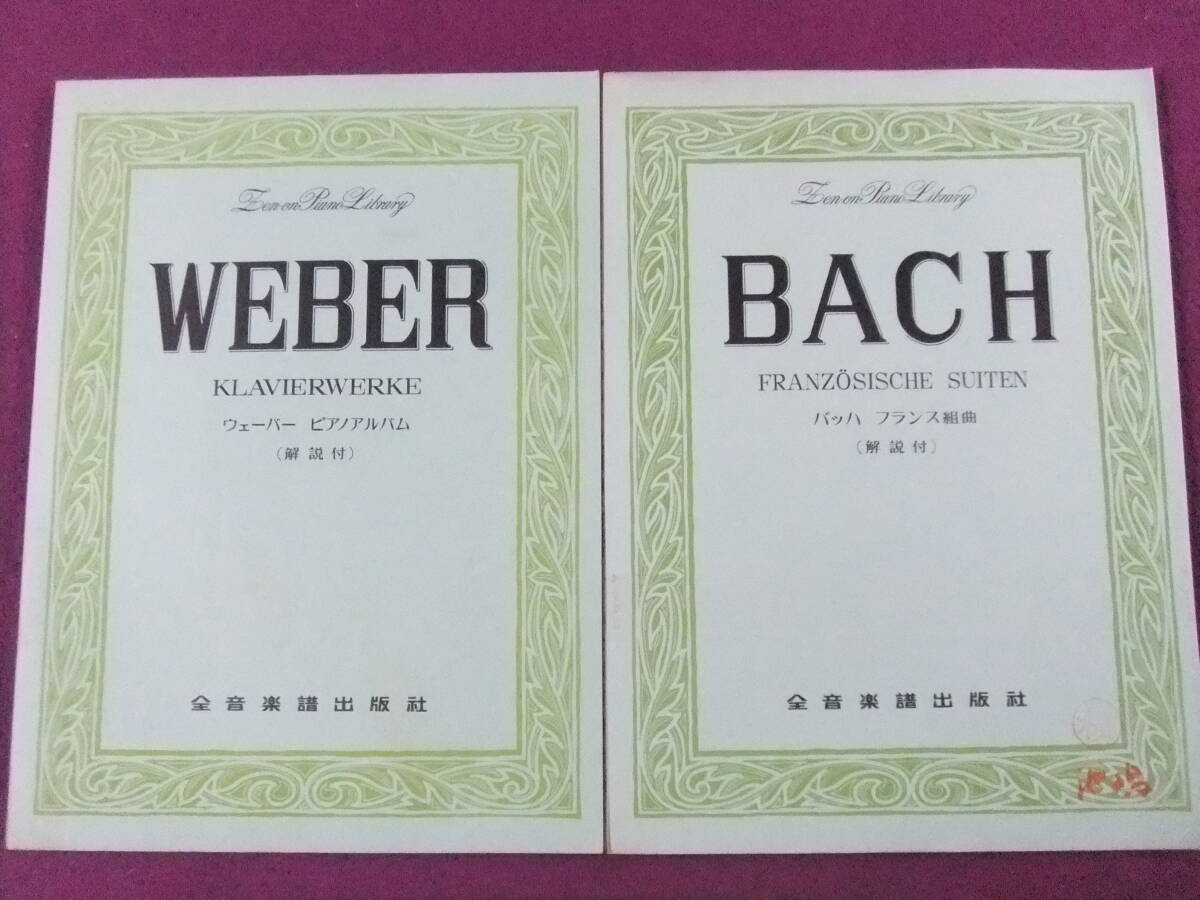 Zen-on Piano Library
WEBER
KLAVIERWERKE
ウェーバー ピアノアルバム
(解説付)
全音楽譜出版社
Zen-on Piano Library
BACH
FRANZÖSISCHE SUITEN
バッハ フランス組曲
(解説付)
全音楽譜出版社